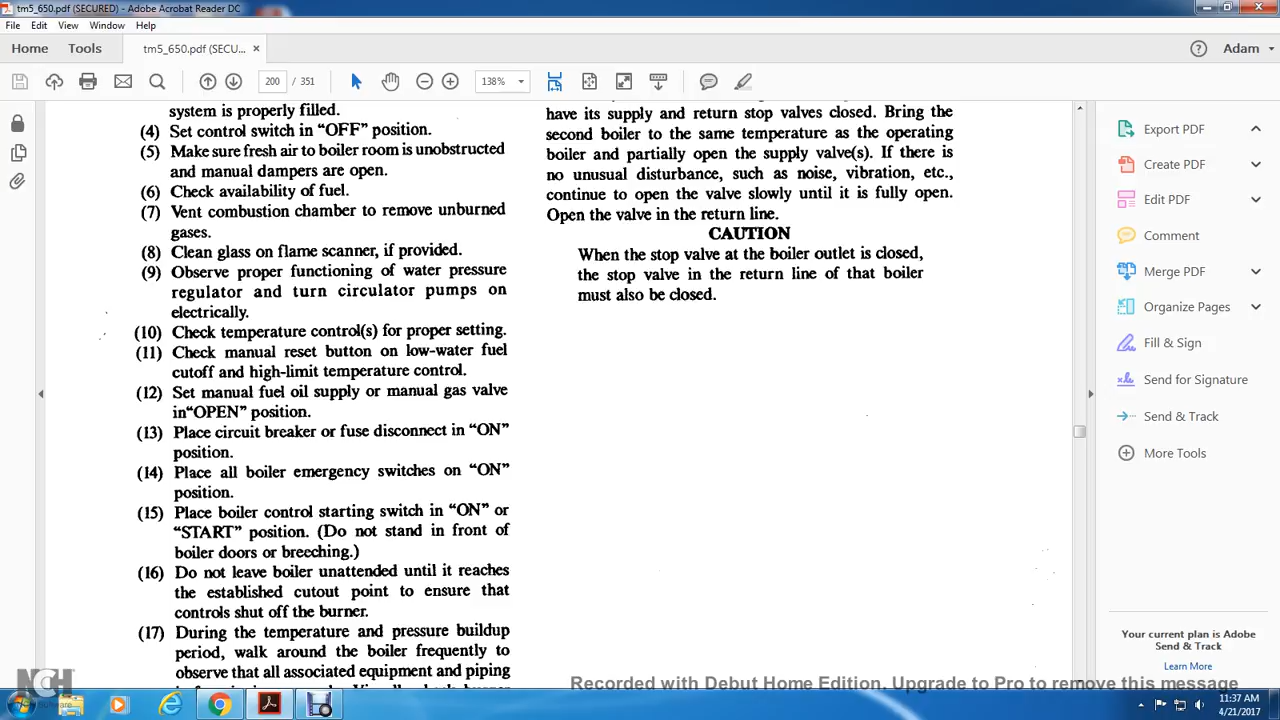 tm5_650.pdf (SECURED) - Adobe Acrobat Reader DC
File Edit View Window Help
Home Tools tm5_650.pdf (SECU... × Adam
200 / 351 138%
system is properly filled.
(4) Set control switch in “OFF” position.
(5) Make sure fresh air to boiler room is unobstructed
and manual dampers are open.
(6) Check availability of fuel.
(7) Vent combustion chamber to remove unburned
gases.
(8) Clean glass on flame scanner, if provided.
(9) Observe proper functioning of water pressure
regulator and turn circulator pumps on
electrically.
(10) Check temperature control(s) for proper setting.
(11) Check manual reset button on low-water fuel
cutoff and high-limit temperature control.
(12) Set manual fuel oil supply or manual gas valve
in“OPEN” position.
(13) Place circuit breaker or fuse disconnect in “ON”
position.
(14) Place all boiler emergency switches on “ON”
position.
(15) Place boiler control starting switch in “ON” or
“START” position. (Do not stand in front of
boiler doors or breeching.)
(16) Do not leave boiler unattended until it reaches
the established cutout point to ensure that
controls shut off the burner.
(17) During the temperature and pressure buildup
period, walk around the boiler frequently to
observe that all associated equipment and piping
have its supply and return stop valves closed. Bring the
second boiler to the same temperature as the operating
boiler and partially open the supply valve(s). If there is
no unusual disturbance, such as noise, vibration, etc.,
continue to open the valve slowly until it is fully open.
Open the valve in the return line.
CAUTION
When the stop valve at the boiler outlet is closed,
the stop valve in the return line of that boiler
must also be closed.
Export PDF
Create PDF
Edit PDF
Comment
Merge PDF
Organize Pages
Fill & Sign
Send for Signature
Send & Track
More Tools
Your current plan is Adobe
Send & Track
Learn More
NCH Software
Recorded with Debut Home Edition. Upgrade to Pro to remove this message
11:37 AM
4/21/2017